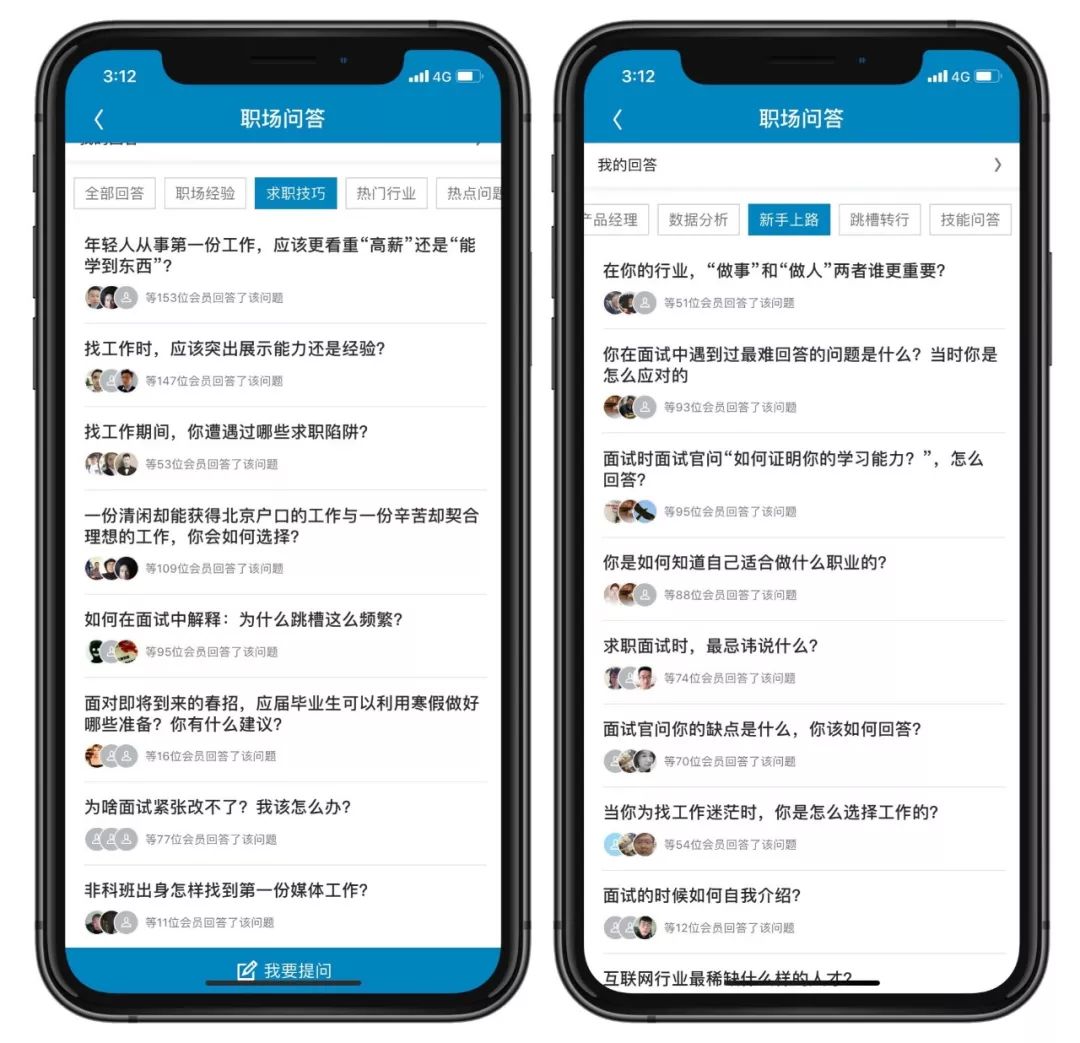 3:12
4G
职场问答
我的回答
全部回答
职场经验
求职技巧
热门行业
热点问题
年轻人从事第一份工作，应该更看重“高薪”还是“能
学到东西”？
等153位会员回答了该问题
找工作时，应该突出展示能力还是经验？
等147位会员回答了该问题
找工作期间，你遭遇过哪些求职陷阱？
等53位会员回答了该问题
一份清闲却能获得北京户口的工作与一份辛苦却契合
理想的工作，你会如何选择？
等109位会员回答了该问题
如何在面试中解释：为什么跳槽这么频繁？
等95位会员回答了该问题
面对即将到来的春招，应届毕业生可以利用寒假做好
哪些准备？你有什么建议？
等16位会员回答了该问题
为啥面试紧张改不了？我该怎么办？
等77位会员回答了该问题
非科班出身怎样找到第一份媒体工作？
等11位会员回答了该问题
我要提问
3:12
4G
职场问答
我的回答
产品经理
数据分析
新手上路
跳槽转行
技能问答
在你的行业，“做事”和“做人”两者谁更重要？
等51位会员回答了该问题
你在面试中遇到过最难回答的问题是什么？当时你是
怎么应对的
等93位会员回答了该问题
面试时面试官问“如何证明你的学习能力？”，怎么
回答？
等95位会员回答了该问题
你是如何知道自己适合做什么职业的？
等88位会员回答了该问题
求职面试时，最忌讳说什么？
等74位会员回答了该问题
面试官问你的缺点是什么，你该如何回答？
等70位会员回答了该问题
当你为找工作迷茫时，你是怎么选择工作的？
等54位会员回答了该问题
面试的时候如何自我介绍？
等12位会员回答了该问题
互联网行业最稀缺什么样的人才？